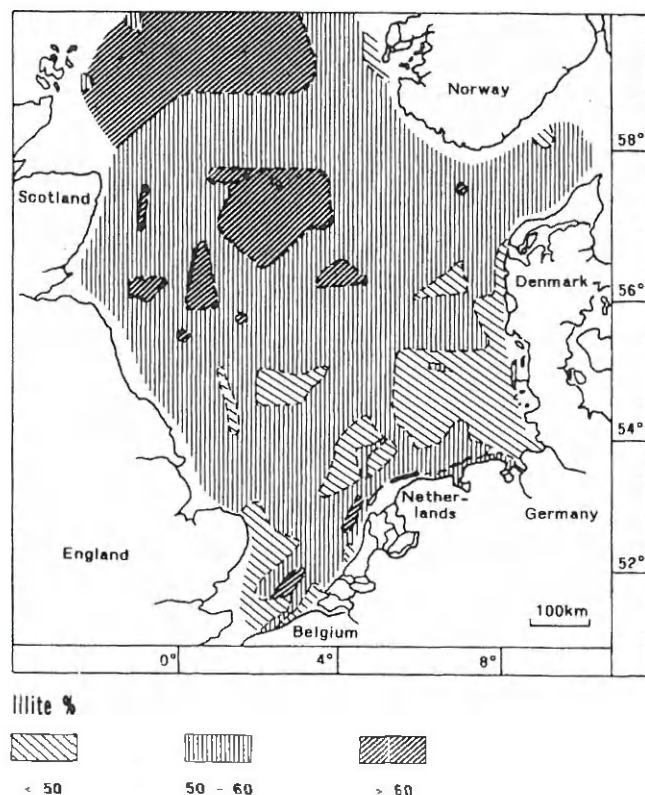 Norway
58°
Scotland
Denmark
56°
54°
Nether-
lands
Germany
England
52°
100km
Belgium
0°
4°
8°
Illite %
< 50
50 - 60
> 60